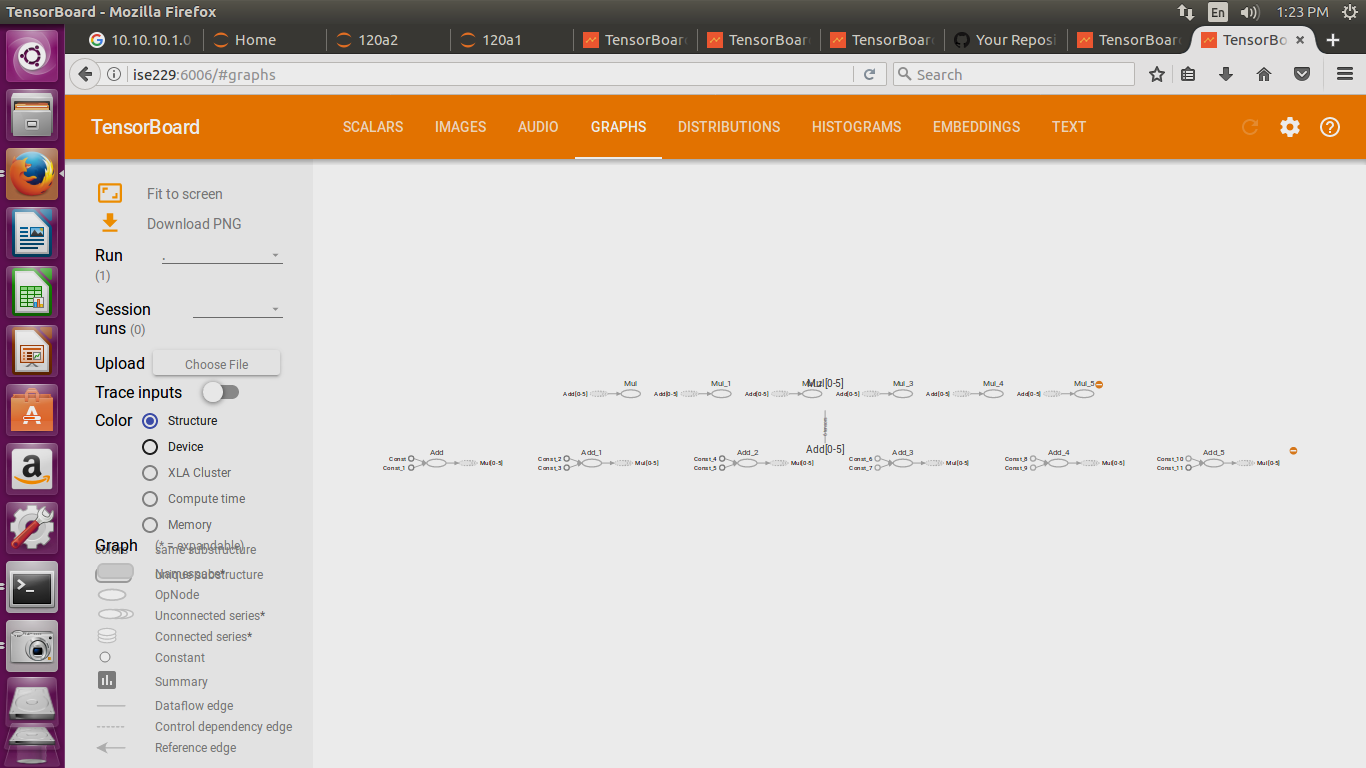 TensorBoard - Mozilla Firefox
En
1:23 PM
10.10.10.1.0
Home
120a2
120a1
TensorBoar
TensorBoar
TensorBoar
Your Reposi
TensorBoar
TensorBo
ise229:6006/#graphs
Search
TensorBoard
SCALARS
IMAGES
AUDIO
GRAPHS
DISTRIBUTIONS
HISTOGRAMS
EMBEDDINGS
TEXT
Fit to screen
Download PNG
Run
(1)
.
Session
runs (0)
Upload
Choose File
Trace inputs
Color
Structure
Device
XLA Cluster
Compute time
Memory
Graph
(* = expandable)
colors
same substructure
Namespace*
unique substructure
OpNode
Unconnected series*
Connected series*
Constant
Summary
Dataflow edge
Control dependency edge
Reference edge
Mul
Mul_1
Mul[0-5]
Mul_3
Mul_4
Mul_5
Add[0-5]
Add[0-5]
Add[0-5]
Add[0-5]
Add[0-5]
Add[0-5]
Add[0-5]
Add
Add_1
Add_2
Add_3
Add_4
Add_5
Const
Const_1
Mul[0-5]
Const_2
Const_3
Mul[0-5]
Const_4
Const_5
Mul[0-5]
Const_6
Const_7
Mul[0-5]
Const_8
Const_9
Mul[0-5]
Const_10
Const_11
Mul[0-5]